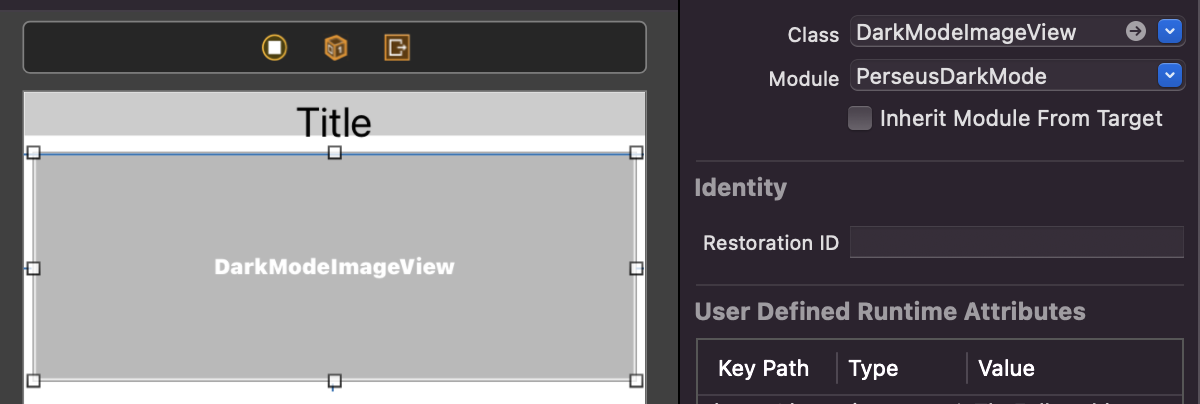 Title
DarkModeImageView
Class DarkModeImageView
Module PerseusDarkMode
Inherit Module From Target
Identity
Restoration ID
User Defined Runtime Attributes
Key Path Type Value